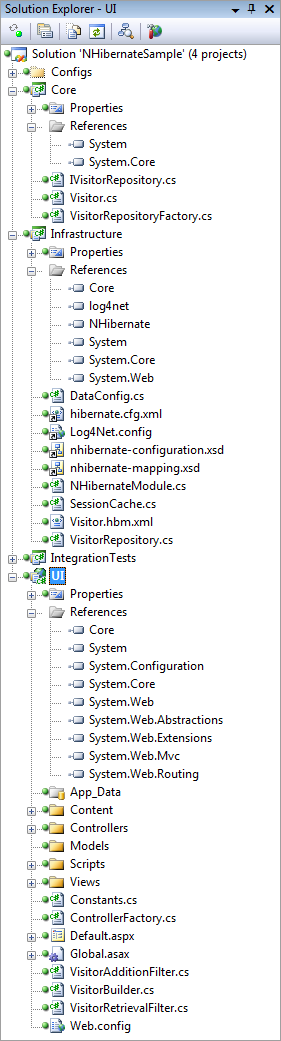 Solution Explorer - UI
Solution 'NHibernateSample' (4 projects)
Configs
Core
Properties
References
System
System.Core
IVisitorRepository.cs
Visitor.cs
VisitorRepositoryFactory.cs
Infrastructure
Properties
References
Core
log4net
NHibernate
System
System.Core
System.Web
DataConfig.cs
hibernate.cfg.xml
Log4Net.config
nhibernate-configuration.xsd
nhibernate-mapping.xsd
NHibernateModule.cs
SessionCache.cs
Visitor.hbm.xml
VisitorRepository.cs
IntegrationTests
UI
Properties
References
Core
System
System.Configuration
System.Core
System.Web
System.Web.Abstractions
System.Web.Extensions
System.Web.Mvc
System.Web.Routing
App_Data
Content
Controllers
Models
Scripts
Views
Constants.cs
ControllerFactory.cs
Default.aspx
Global.asax
VisitorAdditionFilter.cs
VisitorBuilder.cs
VisitorRetrievalFilter.cs
Web.config